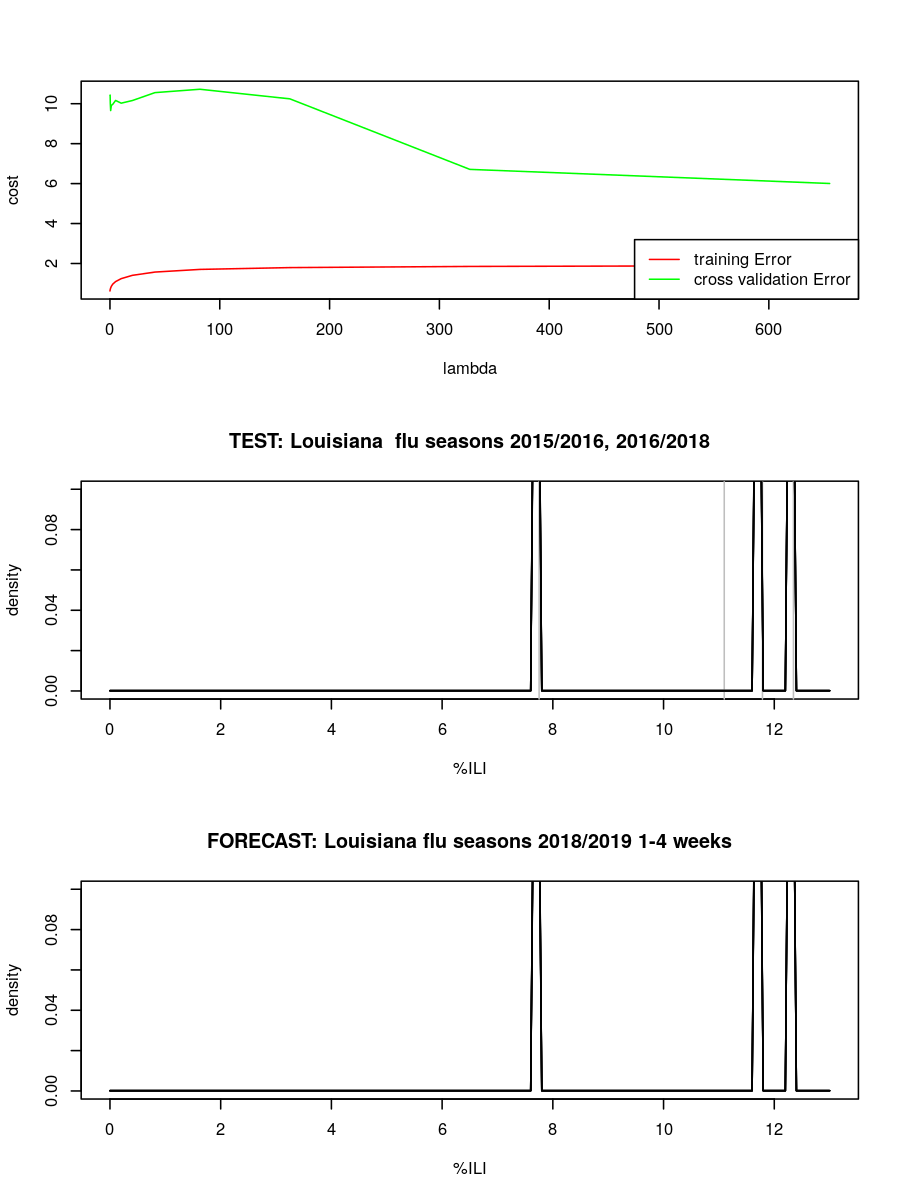 cost
10
8
6
4
2
training Error
cross validation Error
0 100 200 300 400 500 600
lambda
TEST: Louisiana  flu seasons 2015/2016, 2016/2018
density
0.08
0.04
0.00
0 2 4 6 8 10 12
%ILI
FORECAST: Louisiana flu seasons 2018/2019 1-4 weeks
density
0.08
0.04
0.00
0 2 4 6 8 10 12
%ILI